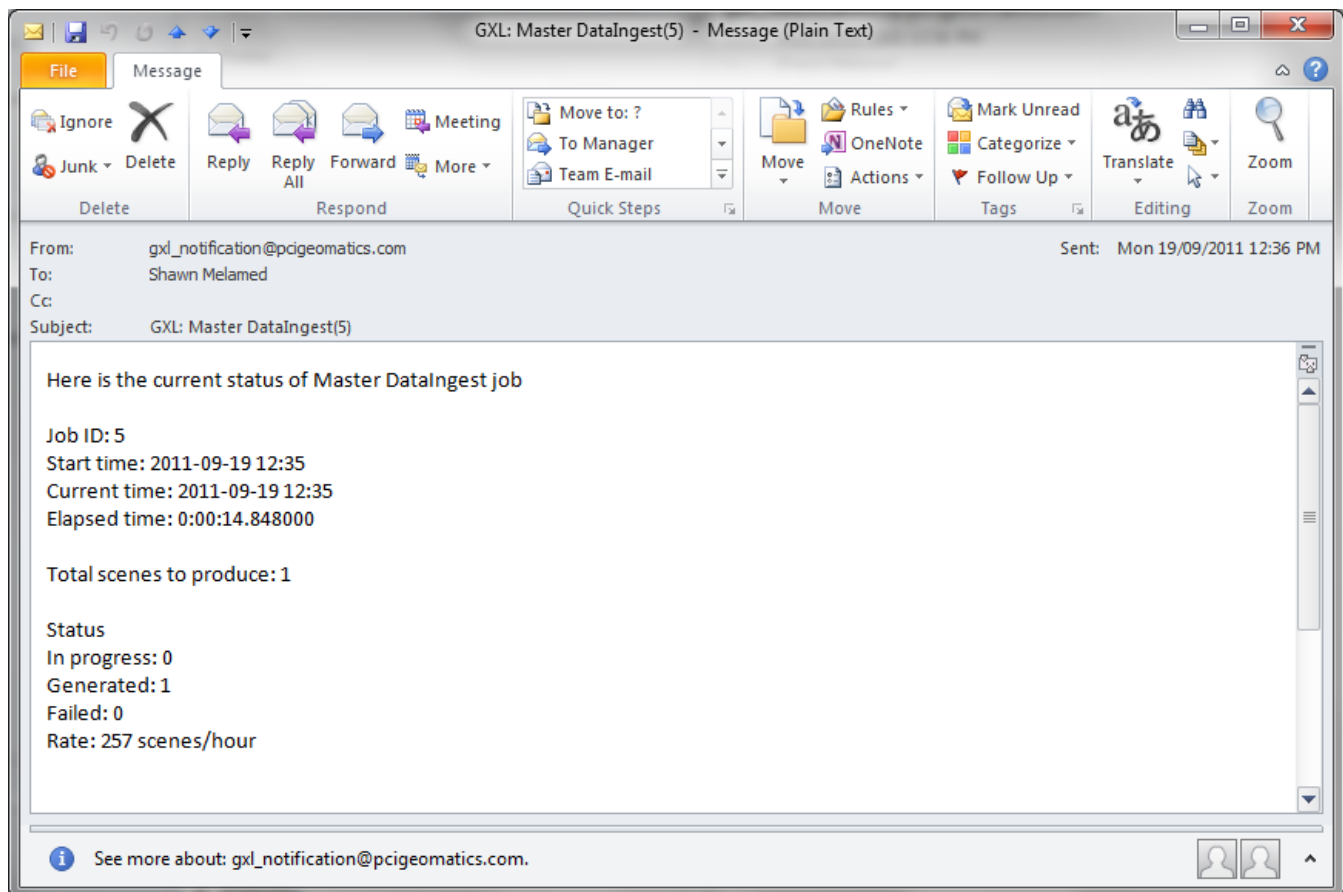 GXL: Master DataIngest(5) - Message (Plain Text)
File Message
Ignore
Junk
Delete
Reply
Reply All
Forward
Meeting
More
Move to: ?
To Manager
Team E-mail
Move
Rules
OneNote
Actions
Mark Unread
Categorize
Follow Up
Translate
Zoom
Delete Respond Quick Steps Move Tags Editing Zoom
From: gxl_notification@pcigeomatics.com Sent: Mon 19/09/2011 12:36 PM
To: Shawn Melamed
Cc:
Subject: GXL: Master DataIngest(5)
Here is the current status of Master DataIngest job
Job ID: 5
Start time: 2011-09-19 12:35
Current time: 2011-09-19 12:35
Elapsed time: 0:00:14.848000
Total scenes to produce: 1
Status
In progress: 0
Generated: 1
Failed: 0
Rate: 257 scenes/hour
See more about: gxl_notification@pcigeomatics.com.